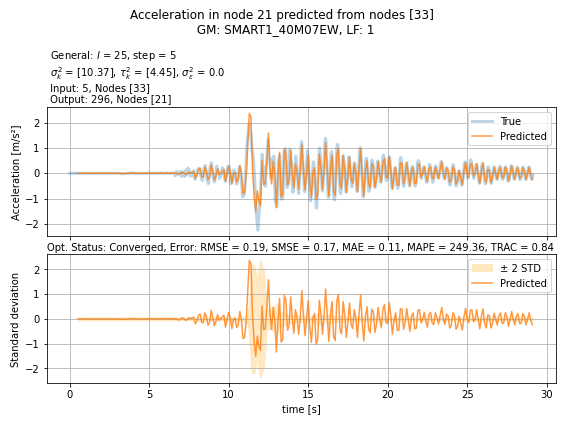 Acceleration in node 21 predicted from nodes [33]
GM: SMART1_40M07EW, LF: 1
General: l = 25, step = 5
σ²ₖ = [10.37], τ²ₖ = [4.45], σ²ε = 0.0
Input: 5, Nodes [33]
Output: 296, Nodes [21]
2
1
0
−1
−2
Acceleration [m/s²]
True
Predicted
Opt. Status: Converged, Error: RMSE = 0.19, SMSE = 0.17, MAE = 0.11, MAPE = 249.36, TRAC = 0.84
2
1
0
−1
−2
Standard deviation
± 2 STD
Predicted
0 5 10 15 20 25 30
time [s]